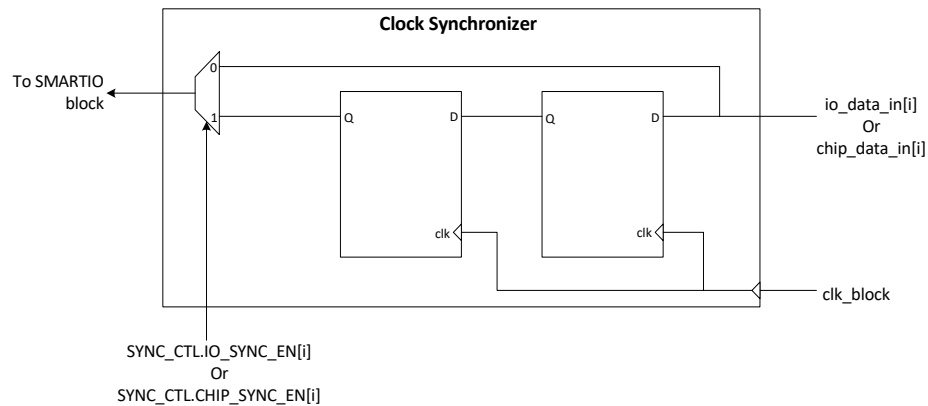 Clock Synchronizer
To SMARTIO
block
0
1
Q
D
Q
D
io_data_in[i]
Or
chip_data_in[i]
clk
clk
clk_block
SYNC_CTL.IO_SYNC_EN[i]
Or
SYNC_CTL.CHIP_SYNC_EN[i]